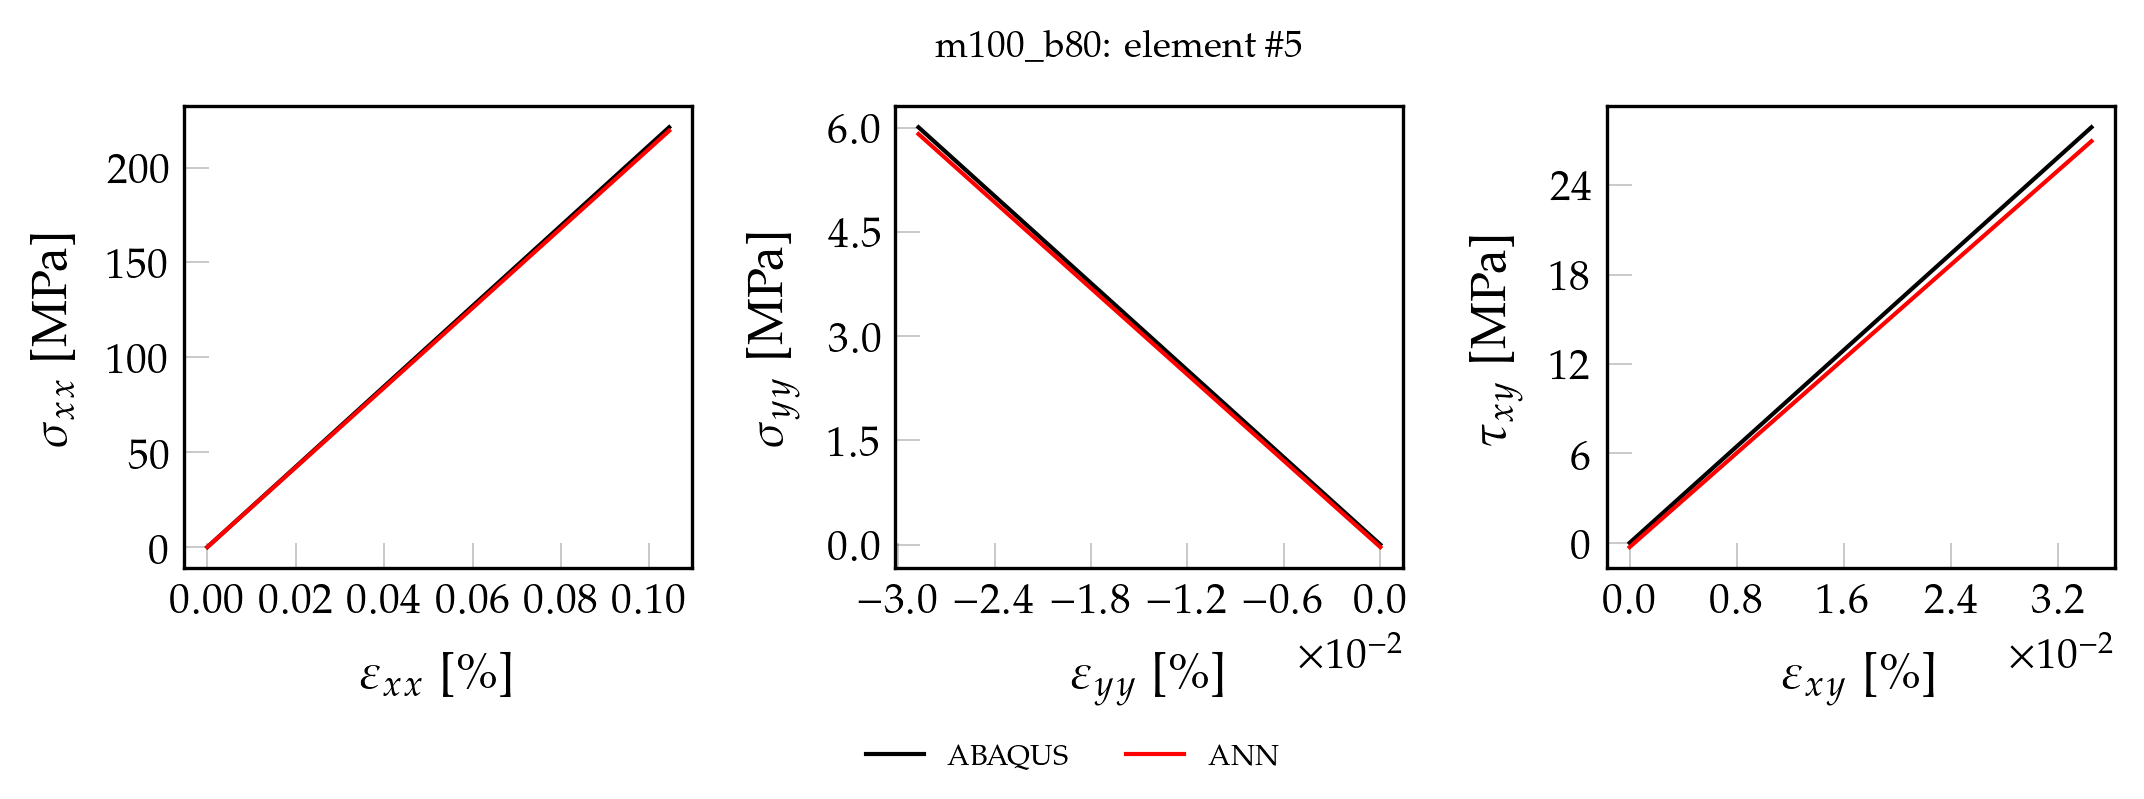 m100_b80: element #5
σxx [MPa]
200
150
100
50
0
0.00 0.02 0.04 0.06 0.08 0.10
εxx [%]
σyy [MPa]
6.0
4.5
3.0
1.5
0.0
−3.0 −2.4 −1.8 −1.2 −0.6 0.0
×10−2
εyy [%]
τxy [MPa]
24
18
12
6
0
0.0 0.8 1.6 2.4 3.2
×10−2
εxy [%]
ABAQUS ANN